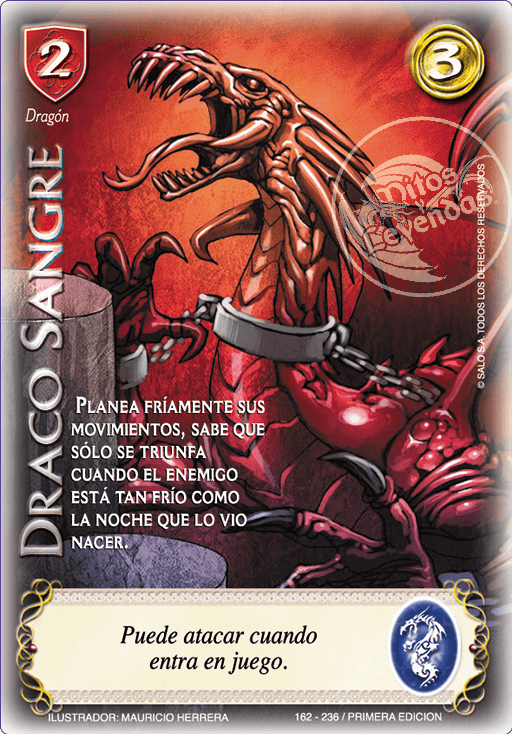 2
3
Dragón
DRACO SANGRE
Mitos
y
Leyendas
© SALO S.A. TODOS LOS DERECHOS RESERVADOS
PLANEA FRÍAMENTE SUS
MOVIMIENTOS, SABE QUE
SÓLO SE TRIUNFA
CUANDO EL ENEMIGO
ESTÁ TAN FRÍO COMO
LA NOCHE QUE LO VIO
NACER.
Puede atacar cuando
entra en juego.
ILUSTRADOR: MAURICIO HERRERA
162 - 236 / PRIMERA EDICION